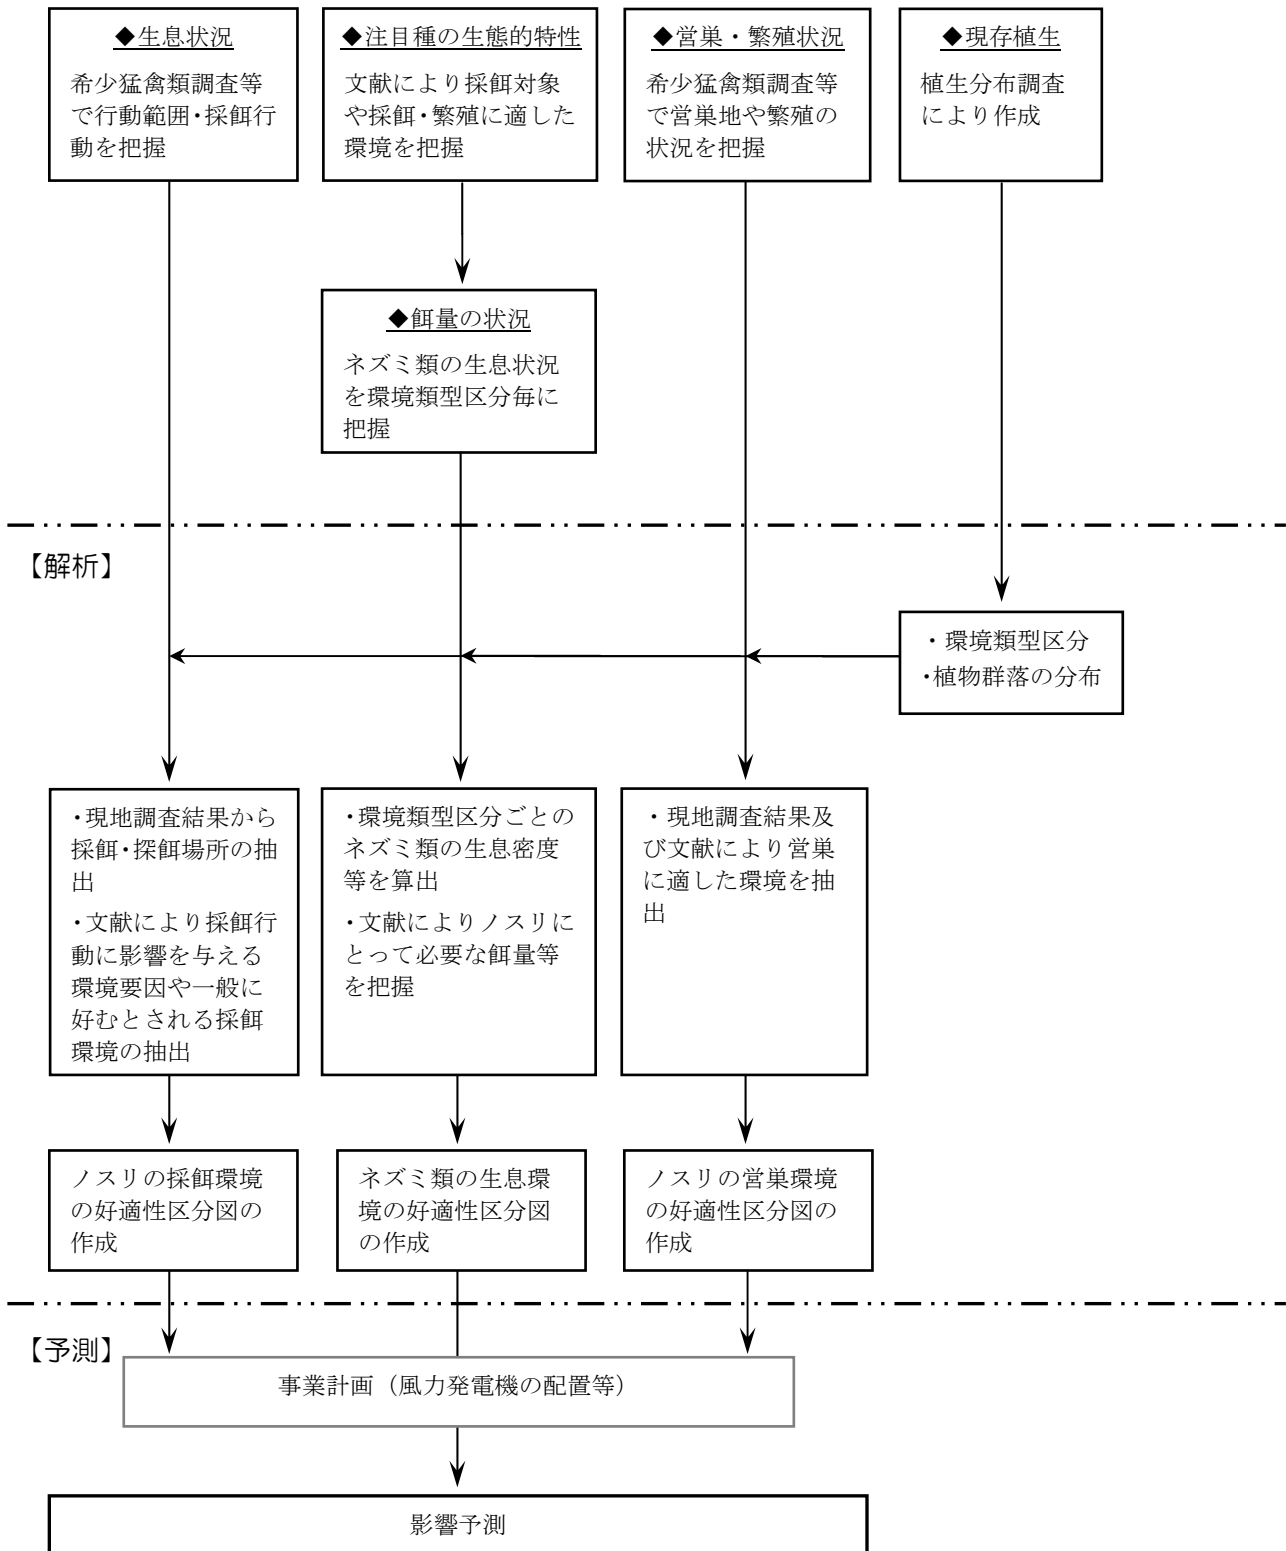 ◆生息状況
希少猛禽類調査等
で行動範囲・採餌行
動を把握
◆注目種の生態的特性
文献により採餌対象
や採餌・繁殖に適した
環境を把握
◆営巣・繁殖状況
希少猛禽類調査等
で営巣地や繁殖の
状況を把握
◆現存植生
植生分布調査
により作成
◆餌量の状況
ネズミ類の生息状況
を環境類型区分毎に
把握
【解析】
・環境類型区分
・植物群落の分布
・現地調査結果から
採餌・探餌場所の抽
出
・文献により採餌行
動に影響を与える
環境要因や一般に
好むとされる採餌
環境の抽出
・環境類型区分ごとの
ネズミ類の生息密度
等を算出
・文献によりノスリに
とって必要な餌量等
を把握
・現地調査結果及
び文献により営巣
に適した環境を抽
出
ノスリの採餌環境
の好適性区分図の
作成
ネズミ類の生息環
境の好適性区分図
の作成
ノスリの営巣環境
の好適性区分図の
作成
【予測】
事業計画（風力発電機の配置等）
影響予測